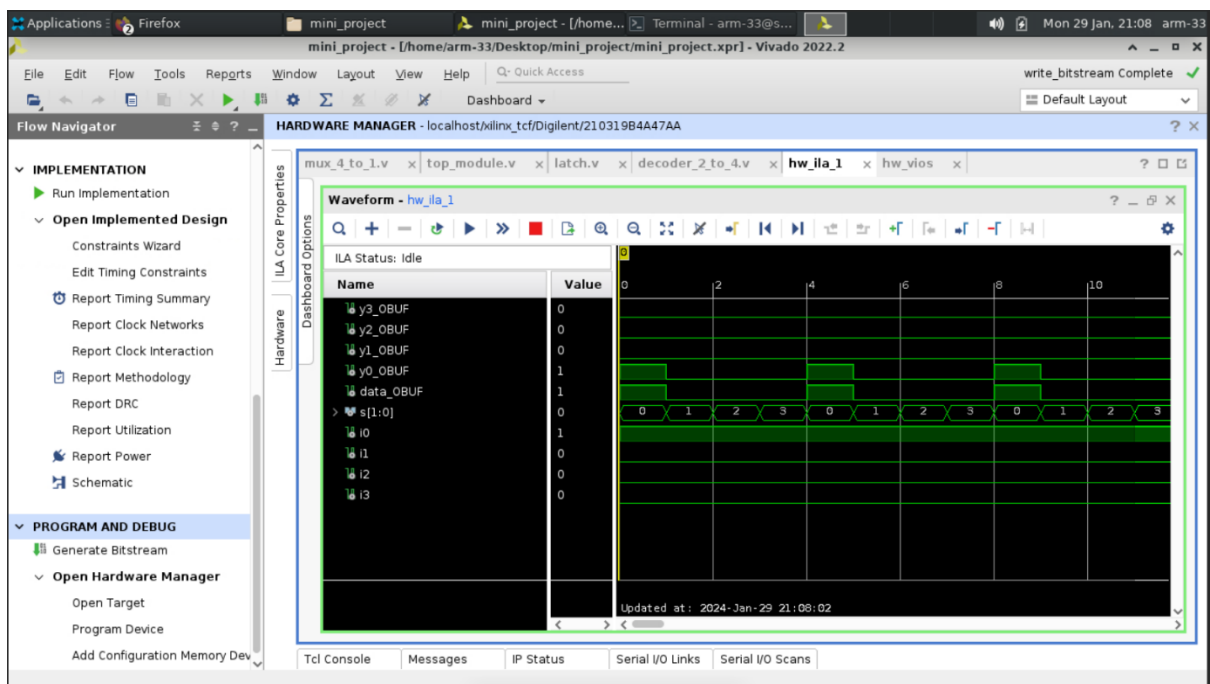 Applications Firefox mini_project mini_project - [/home... Terminal - arm-33@s... Mon 29 Jan, 21:08 arm-33
mini_project - [/home/arm-33/Desktop/mini_project/mini_project.xpr] - Vivado 2022.2
File Edit Flow Tools Reports Window Layout View Help Quick Access write_bitstream Complete
Dashboard Default Layout
Flow Navigator
HARDWARE MANAGER - localhost/xilinx_tcf/Digilent/210319B4A47AA
IMPLEMENTATION
Run Implementation
Open Implemented Design
Constraints Wizard
Edit Timing Constraints
Report Timing Summary
Report Clock Networks
Report Clock Interaction
Report Methodology
Report DRC
Report Utilization
Report Power
Schematic
PROGRAM AND DEBUG
Generate Bitstream
Open Hardware Manager
Open Target
Program Device
Add Configuration Memory Dev
ILA Core Properties
Hardware
Dashboard Options
mux_4_to_1.v top_module.v latch.v decoder_2_to_4.v hw_ila_1 hw_vios
Waveform - hw_ila_1
ILA Status: Idle
0
Name Value 0 2 4 6 8 10
y3_OBUF 0
y2_OBUF 0
y1_OBUF 0
y0_OBUF 1
data_OBUF 1
s[1:0] 0 0 1 2 3 0 1 2 3 0 1 2 3
i0 1
i1 0
i2 0
i3 0
Updated at: 2024-Jan-29 21:08:02
Tcl Console Messages IP Status Serial I/O Links Serial I/O Scans